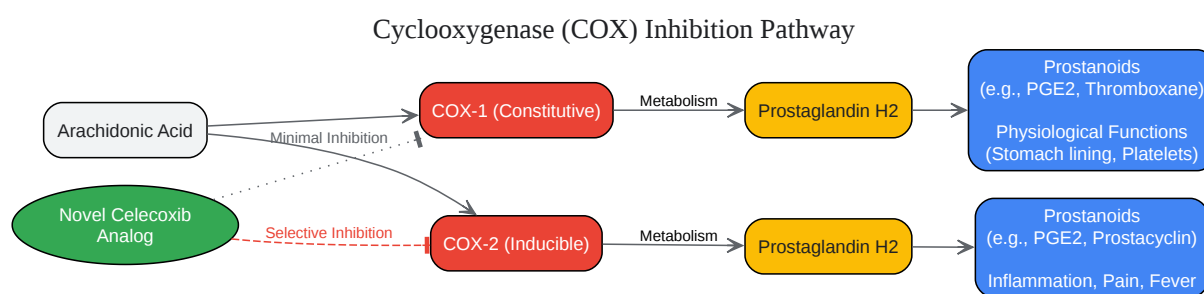 Cyclooxygenase (COX) Inhibition Pathway
Arachidonic Acid
Novel Celecoxib
Analog
Minimal Inhibition
Selective Inhibition
COX-1 (Constitutive)
COX-2 (Inducible)
Metabolism
Metabolism
Prostaglandin H2
Prostaglandin H2
Prostanoids
(e.g., PGE2, Thromboxane)
Physiological Functions
(Stomach lining, Platelets)
Prostanoids
(e.g., PGE2, Prostacyclin)
Inflammation, Pain, Fever